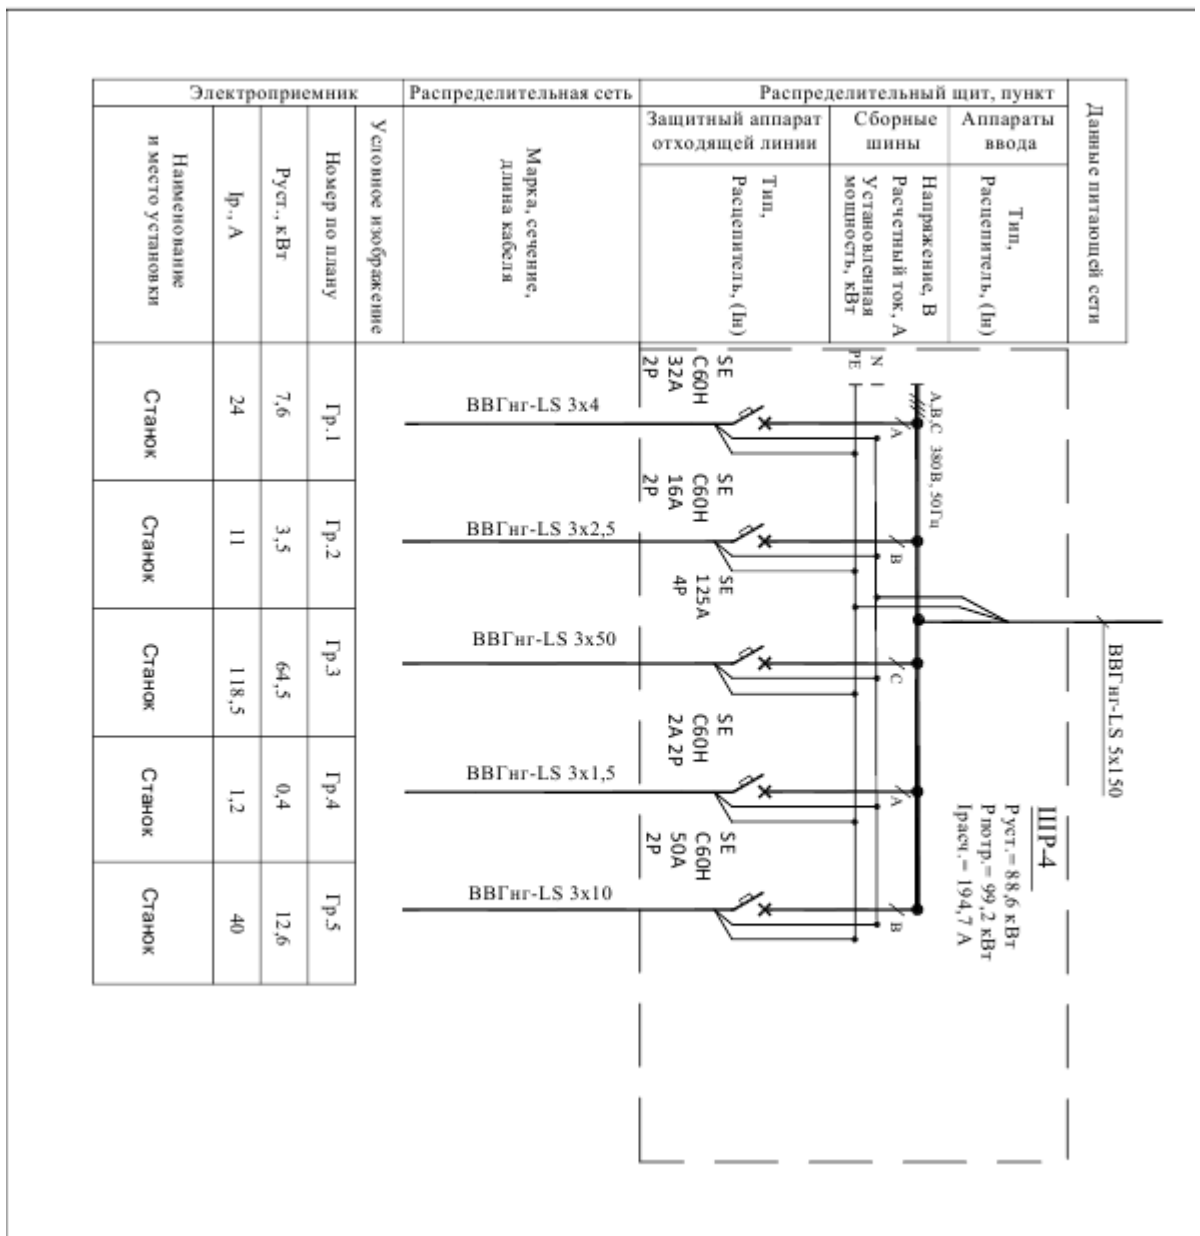 Электроприемник
Распределительная сеть
Распределительный щит, пункт
Данные питающей сети
Защитный аппарат
отходящей линии
Сборные
шины
Аппараты
ввода
Наименование
и место установки
Iр., А
Руст., кВт
Номер по плану
Условное изображение
Марка, сечение,
длина кабеля
Тип,
Расцепитель, (Iн)
Напряжение, В
Расчетный ток, А
Установленная
мощность, кВт
Тип,
Расцепитель, (Iн)
PE
N
A,B,C 380В, 50Гц
SE
C60H
32A
2P
ВВГнг-LS 3х4
A
Гр.1
7,6
24
Станок
SE
C60H
16A
2P
ВВГнг-LS 3х2,5
B
Гр.2
3,5
11
Станок
SE
125A
4P
ВВГнг-LS 3х50
C
Гр.3
64,5
118,5
Станок
SE
C60H
2A 2P
ВВГнг-LS 3х1,5
A
Гр.4
0,4
1,2
Станок
SE
C60H
50A
2P
ВВГнг-LS 3х10
B
Гр.5
12,6
40
Станок
ВВГнг-LS 5х150
ШР-4
Р уст.= 88,6 кВт
Р потр.= 99,2 кВт
Iрасч.= 194,7 А